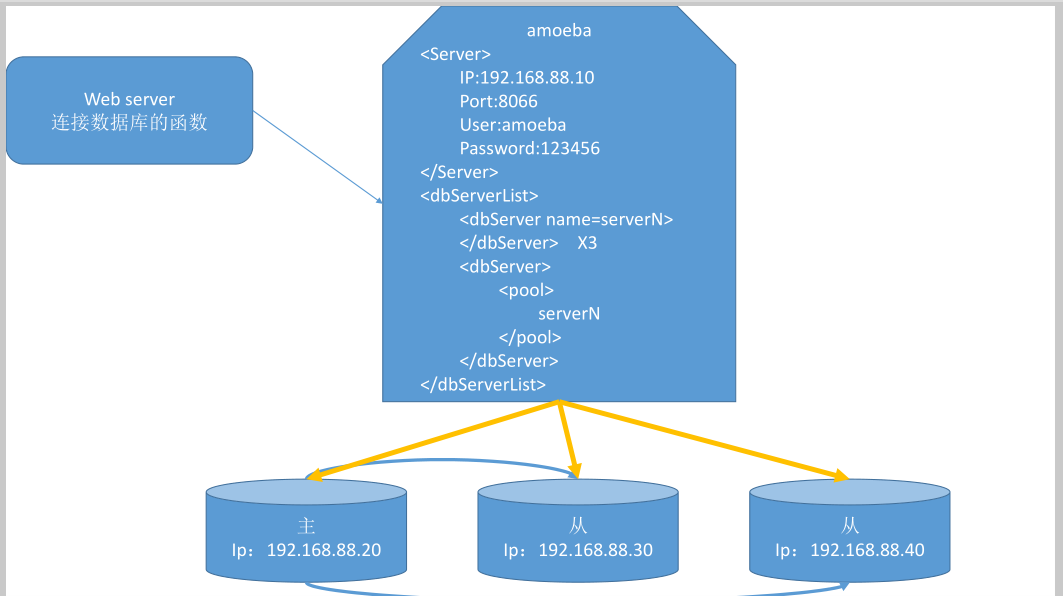 Web server
连接数据库的函数
amoeba
<Server>
IP:192.168.88.10
Port:8066
User:amoeba
Password:123456
</Server>
<dbServerList>
<dbServer name=serverN>
</dbServer> X3
<dbServer>
<pool>
serverN
</pool>
</dbServer>
</dbServerList>
主
Ip：192.168.88.20
从
Ip：192.168.88.30
从
Ip：192.168.88.40